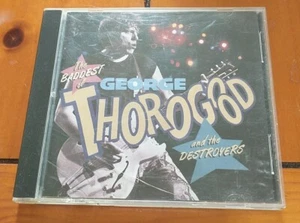 The
BADDEST
of
GEORGE
THOROGOOD
and the
DESTROYERS